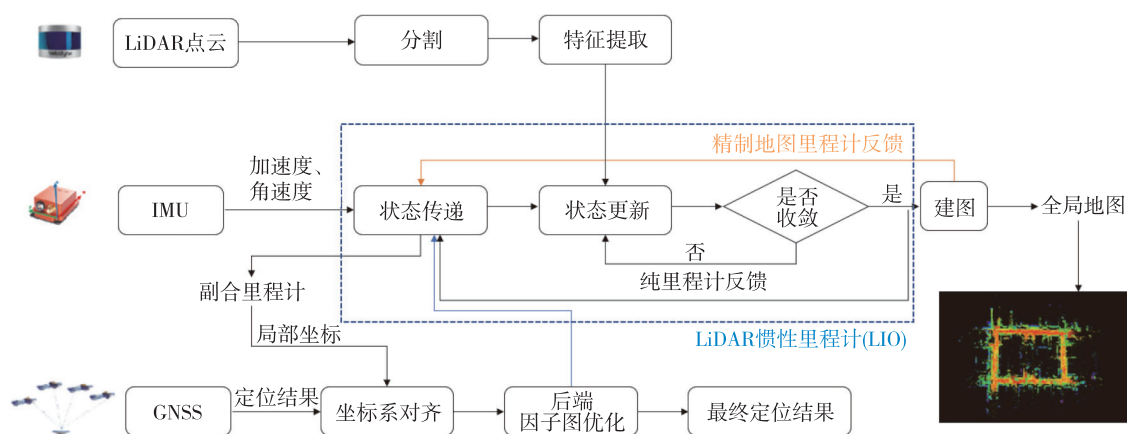 LiDAR点云
分割
特征提取
精制地图里程计反馈
加速度、
角速度
IMU
状态传递
状态更新
是否
收敛
是
建图
全局地图
否
纯里程计反馈
副合里程计
局部坐标
LiDAR惯性里程计(LIO)
GNSS
定位结果
坐标系对齐
后端
因子图优化
最终定位结果